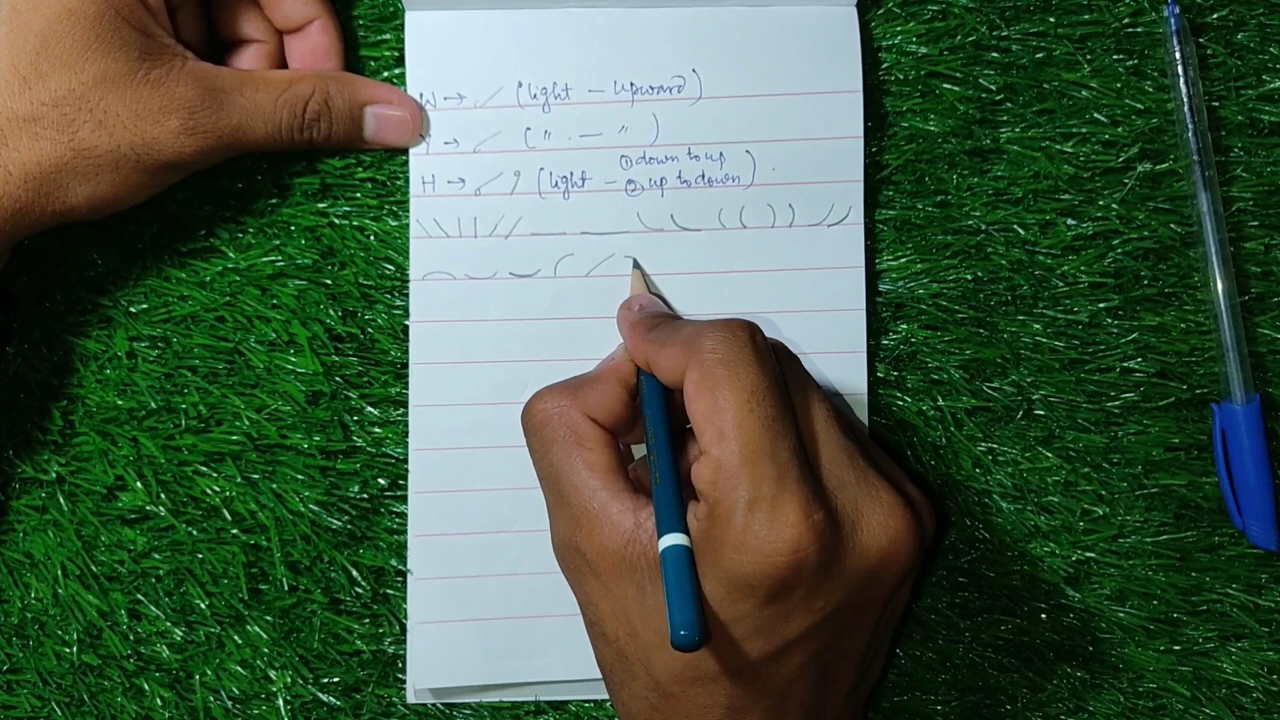 W → (light - upward)
Y → (〃 - 〃)
H → (light - ① down to up
② up to down)